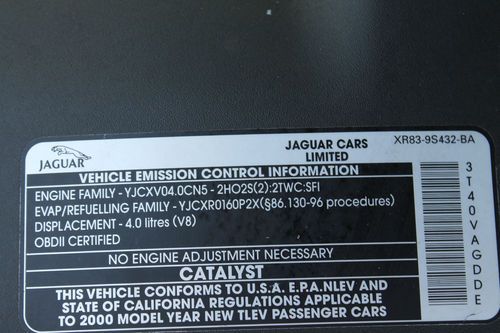 XR83-9S432-BA
JAGUAR
JAGUAR CARS
LIMITED
VEHICLE EMISSION CONTROL INFORMATION
ENGINE FAMILY - YJCXV04.0CN5 - 2HO2S(2):2TWC:SFI
EVAP/REFUELLING FAMILY - YJCXR0160P2X(§86.130-96 procedures)
DISPLACEMENT - 4.0 litres (V8)
OBDII CERTIFIED
NO ENGINE ADJUSTMENT NECESSARY
CATALYST
THIS VEHICLE CONFORMS TO U.S.A. E.P.A.NLEV AND
STATE OF CALIFORNIA REGULATIONS APPLICABLE
TO 2000 MODEL YEAR NEW TLEV PASSENGER CARS
3T40VAGDDE